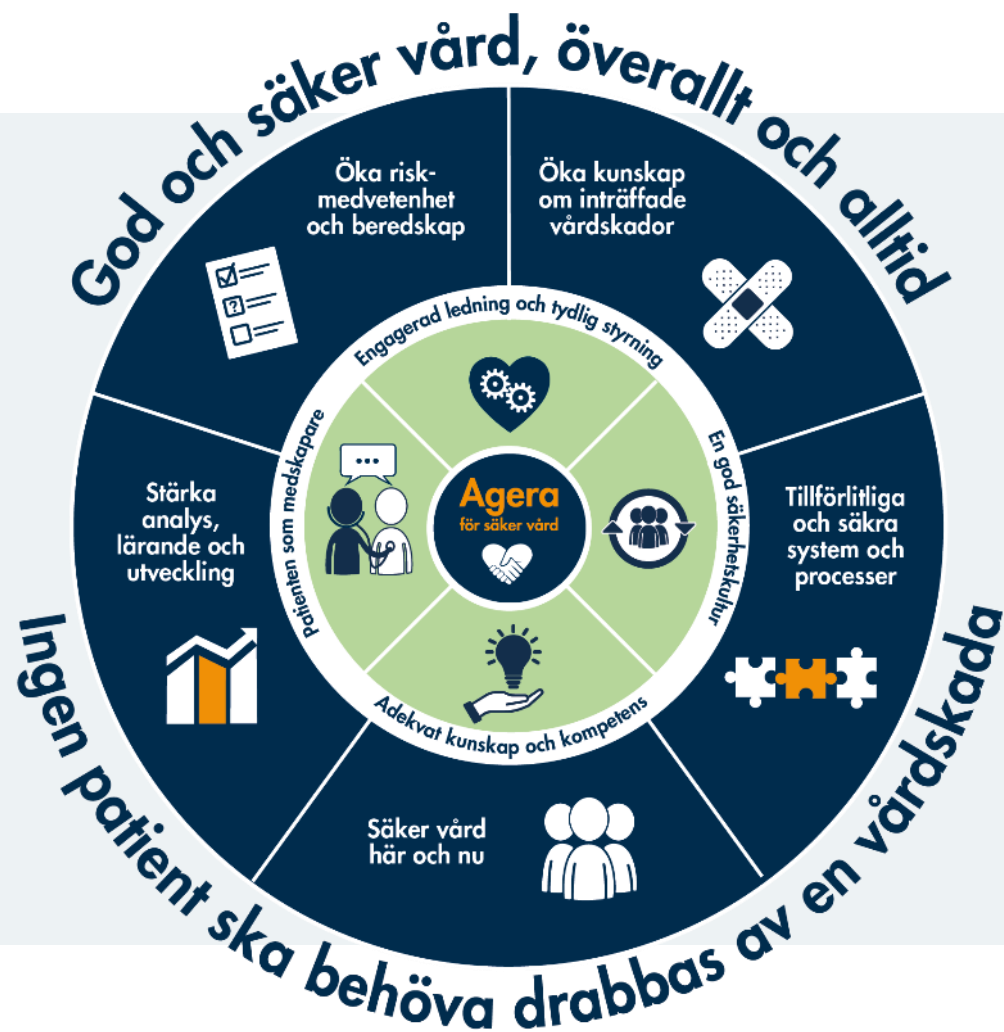 God och säker vård, överallt och alltid
Öka risk-
medvetenhet
och beredskap
Öka kunskap
om inträffade
vårdskador
Engagerad ledning och tydlig styrning
Patienten som medskapare
En god säkerhetskultur
Stärka
analys,
lärande och
utveckling
Agera
för säker vård
Tillförlitliga
och säkra
system och
processer
Adekvat kunskap och kompetens
Säker vård
här och nu
Ingen patient ska behöva drabbas av en vårdskada